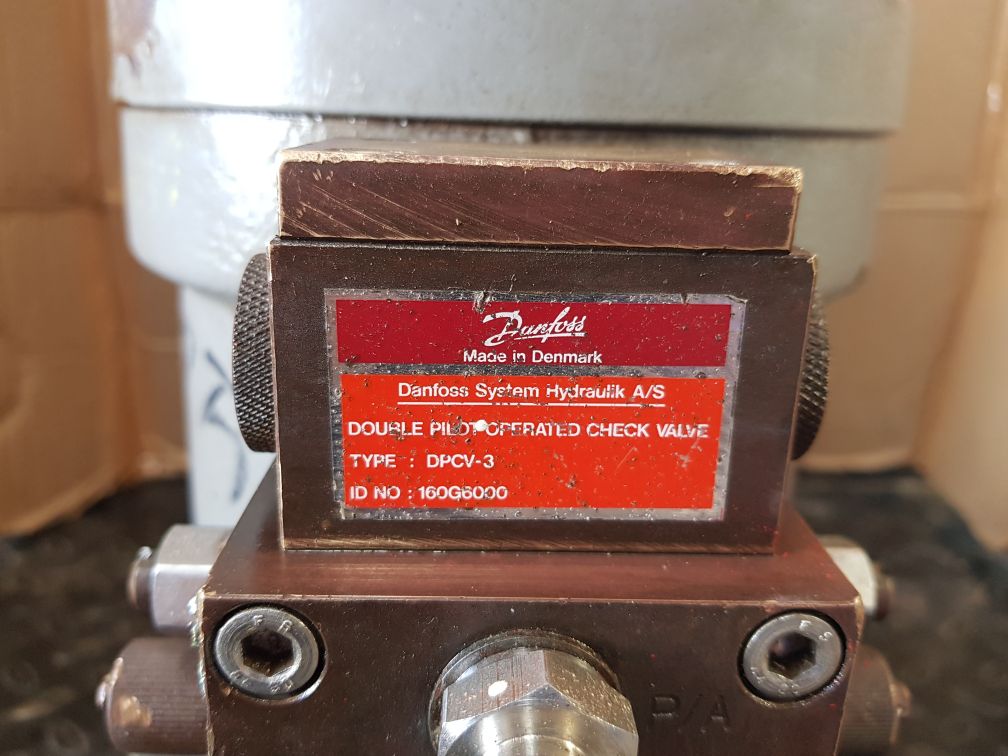 Danfoss
Made in Denmark
Danfoss System Hydraulik A/S
DOUBLE PILOT OPERATED CHECK VALVE
TYPE : DPCV-3
ID NO : 160G6000
P/A